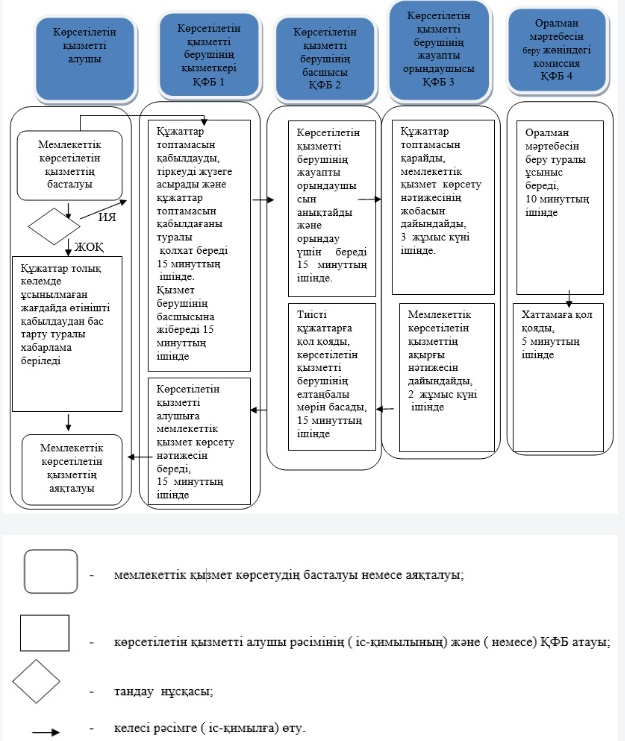 Көрсетілетін
қызметті
алушы
Көрсетілетін
қызметті
берушінің
қызметкері
ҚФБ 1
Көрсетілетін
қызметті
берушінің
басшысы
ҚФБ 2
Көрсетілетін
қызметті
берушінің
жауапты
орындаушысы
ҚФБ 3
Оралман
мәртебесін
беру жөніндегі
комиссия
ҚФБ 4
Мемлекеттік
көрсетілетін
қызметтің
басталуы
ИЯ
ЖОҚ
Құжаттар толық
көлемде
ұсынылмаған
жағдайда өтінішті
қабылдаудан бас
тарту туралы
хабарлама
беріледі
Мемлекеттік
көрсетілетін
қызметтің
аяқталуы
Құжаттар
топтамасын
қабылдауды,
тіркеуді жүзеге
асырады және
құжаттар
топтамасын
қабылдағаны
туралы
қолхат береді
15 минуттың
ішінде.
Қызмет
берушінің
басшысына
жібереді 15
минуттың
ішінде
Көрсетілетін
қызметті
алушыға
мемлекеттік
қызмет көрсету
нәтижесін
береді,
15 минуттың
ішінде
Көрсетілетін
қызметті
берушінің
жауапты
орындаушы
сын
анықтайды
және
орындау
үшін береді
15 минуттың
ішінде.
Тиісті
құжаттарға
қол қояды,
көрсетілетін
қызметті
берушінің
елтаңбалы
мөрін басады,
15 минуттың
ішінде
Құжаттар
топтамасын
қарайды,
мемлекеттік
қызмет көрсету
нәтижесінің
жобасын
дайындайды,
3 жұмыс күні
ішінде.
Мемлекеттік
көрсетілетін
қызметтің
ақырғы
нәтижесін
дайындайды,
2 жұмыс күні
ішінде
Оралман
мәртебесін
беру туралы
ұсыныс
береді,
10 минуттың
ішінде
Хаттамаға қол
қояды,
5 минуттың
ішінде
- мемлекеттік қызмет көрсетудің басталуы немесе аяқталуы;
- көрсетілетін қызметті алушы рәсімінің ( іс-қимылының) және ( немесе) ҚФБ атауы;
- таңдау нұсқасы;
- келесі рәсімге ( іс-қимылға) өту.